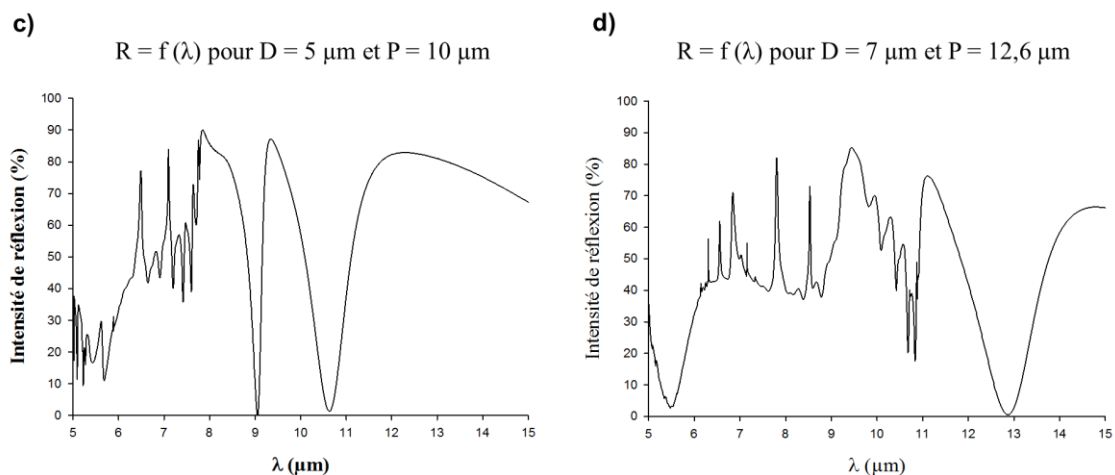 c)
R = f (λ) pour D = 5 μm et P = 10 μm
Intensité de réflexion (%)
100
90
80
70
60
50
40
30
20
10
0
5 6 7 8 9 10 11 12 13 14 15
λ (μm)
d)
R = f (λ) pour D = 7 μm et P = 12,6 μm
Intensité de réflexion (%)
100
90
80
70
60
50
40
30
20
10
0
5 6 7 8 9 10 11 12 13 14 15
λ (μm)